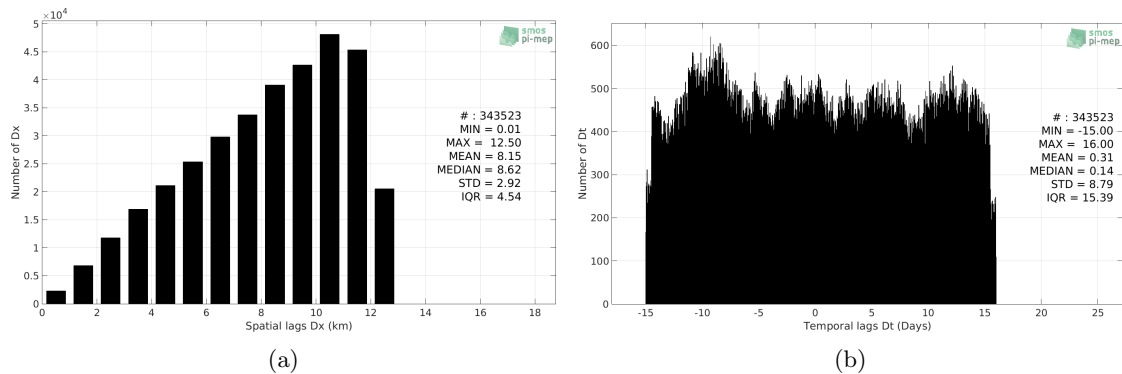 ×10⁴
5
4.5
4
3.5
3
2.5
2
1.5
1
0.5
0
Number of Dx
smos
pi-mep
# : 343523
MIN = 0.01
MAX = 12.50
MEAN = 8.15
MEDIAN = 8.62
STD = 2.92
IQR = 4.54
0 2 4 6 8 10 12 14 16 18
Spatial lags Dx (km)
(a)
600
500
400
300
200
100
0
Number of Dt
smos
pi-mep
# : 343523
MIN = -15.00
MAX = 16.00
MEAN = 0.31
MEDIAN = 0.14
STD = 8.79
IQR = 15.39
-15 -10 -5 0 5 10 15 20 25
Temporal lags Dt (Days)
(b)